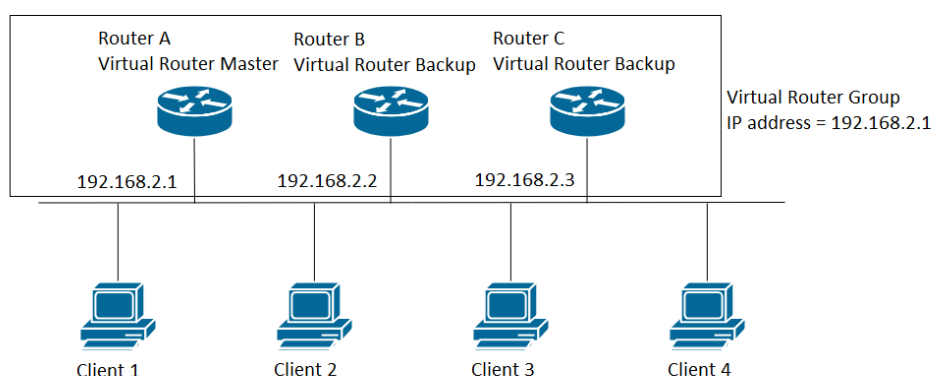 Router A
Virtual Router Master
Router B
Virtual Router Backup
Router C
Virtual Router Backup
Virtual Router Group
IP address = 192.168.2.1
192.168.2.1
192.168.2.2
192.168.2.3
Client 1
Client 2
Client 3
Client 4